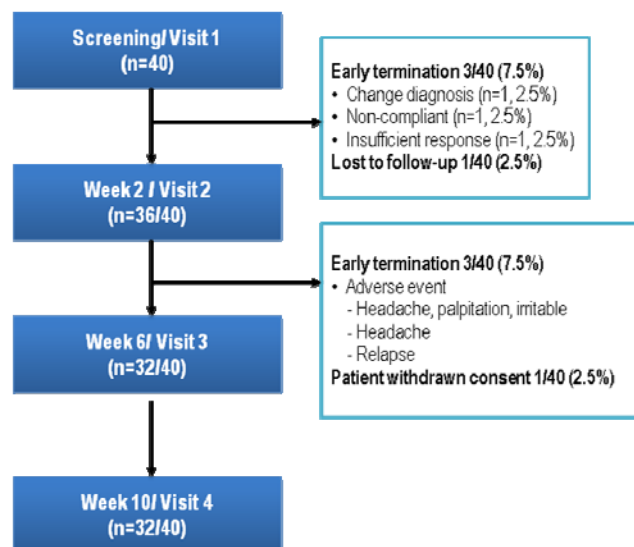 Screening/ Visit 1
(n=40)
Early termination 3/40 (7.5%)
• Change diagnosis (n=1, 2.5%)
• Non-compliant (n=1, 2.5%)
• Insufficient response (n=1, 2.5%)
Lost to follow-up 1/40 (2.5%)
Week 2 / Visit 2
(n=36/40)
Early termination 3/40 (7.5%)
• Adverse event
- Headache, palpitation, irritable
- Headache
- Relapse
Patient withdrawn consent 1/40 (2.5%)
Week 6/ Visit 3
(n=32/40)
Week 10/ Visit 4
(n=32/40)